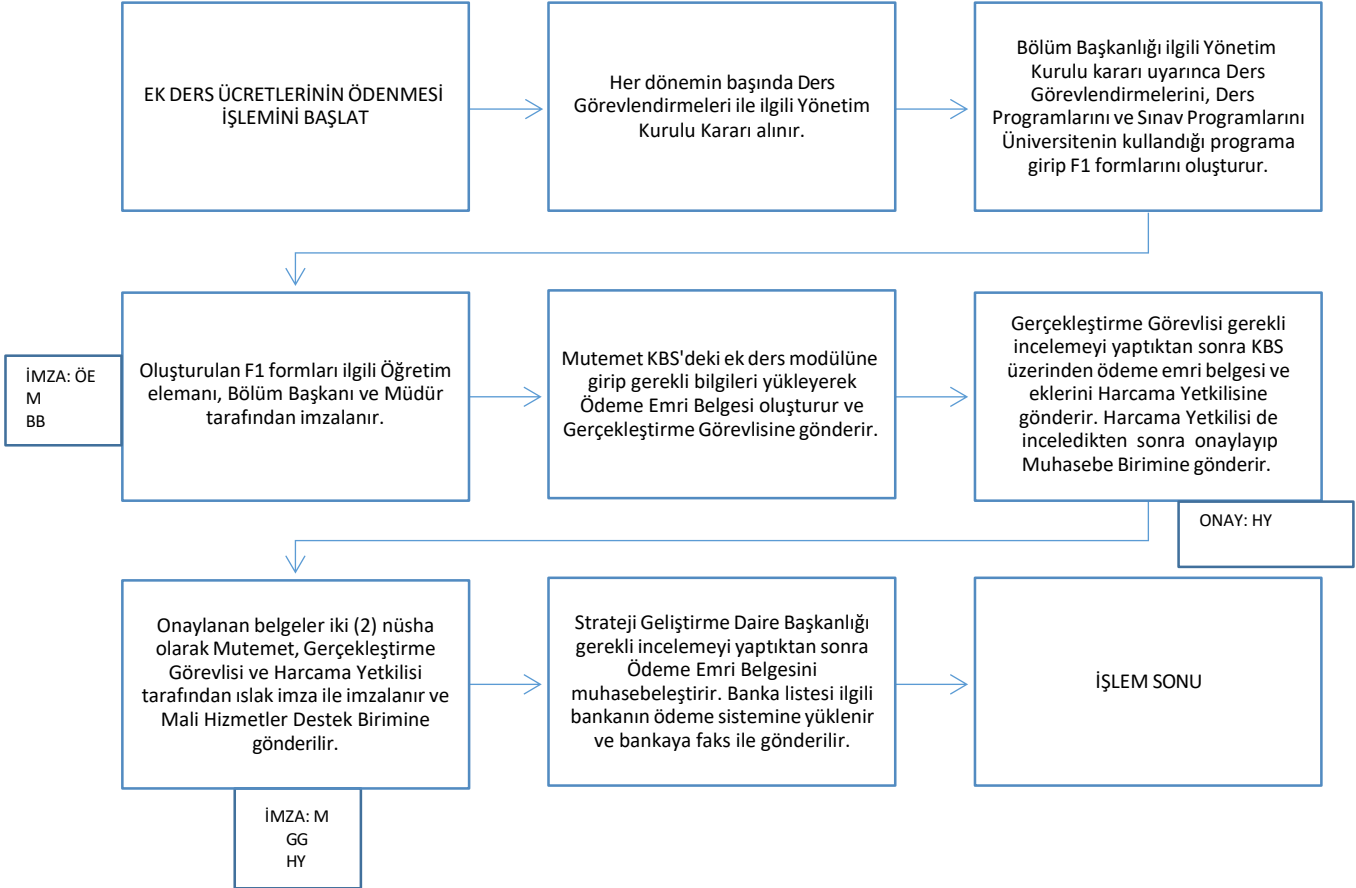 EK DERS ÜCRETLERİNİN ÖDENMESİ
İŞLEMİNİ BAŞLAT
Her dönemin başında Ders
Görevlendirmeleri ile ilgili Yönetim
Kurulu Kararı alınır.
Bölüm Başkanlığı ilgili Yönetim
Kurulu kararı uyarınca Ders
Görevlendirmelerini, Ders
Programlarını ve Sınav Programlarını
Üniversitenin kullandığı programa
girip F1 formlarını oluşturur.
İMZA: ÖE
M
BB
Oluşturulan F1 formları ilgili Öğretim
elemanı, Bölüm Başkanı ve Müdür
tarafından imzalanır.
Mutemet KBS'deki ek ders modülüne
girip gerekli bilgileri yükleyerek
Ödeme Emri Belgesi oluşturur ve
Gerçekleştirme Görevlisine gönderir.
Gerçekleştirme Görevlisi gerekli
incelemeyi yaptıktan sonra KBS
üzerinden ödeme emri belgesi ve
eklerini Harcama Yetkilisine
gönderir. Harcama Yetkilisi de
inceledikten sonra onaylayıp
Muhasebe Birimine gönderir.
ONAY: HY
Onaylanan belgeler iki (2) nüsha
olarak Mutemet, Gerçekleştirme
Görevlisi ve Harcama Yetkilisi
tarafından ıslak imza ile imzalanır ve
Mali Hizmetler Destek Birimine
gönderilir.
İMZA: M
GG
HY
Strateji Geliştirme Daire Başkanlığı
gerekli incelemeyi yaptıktan sonra
Ödeme Emri Belgesini
muhasebeleştirir. Banka listesi ilgili
bankanın ödeme sistemine yüklenir
ve bankaya faks ile gönderilir.
İŞLEM SONU